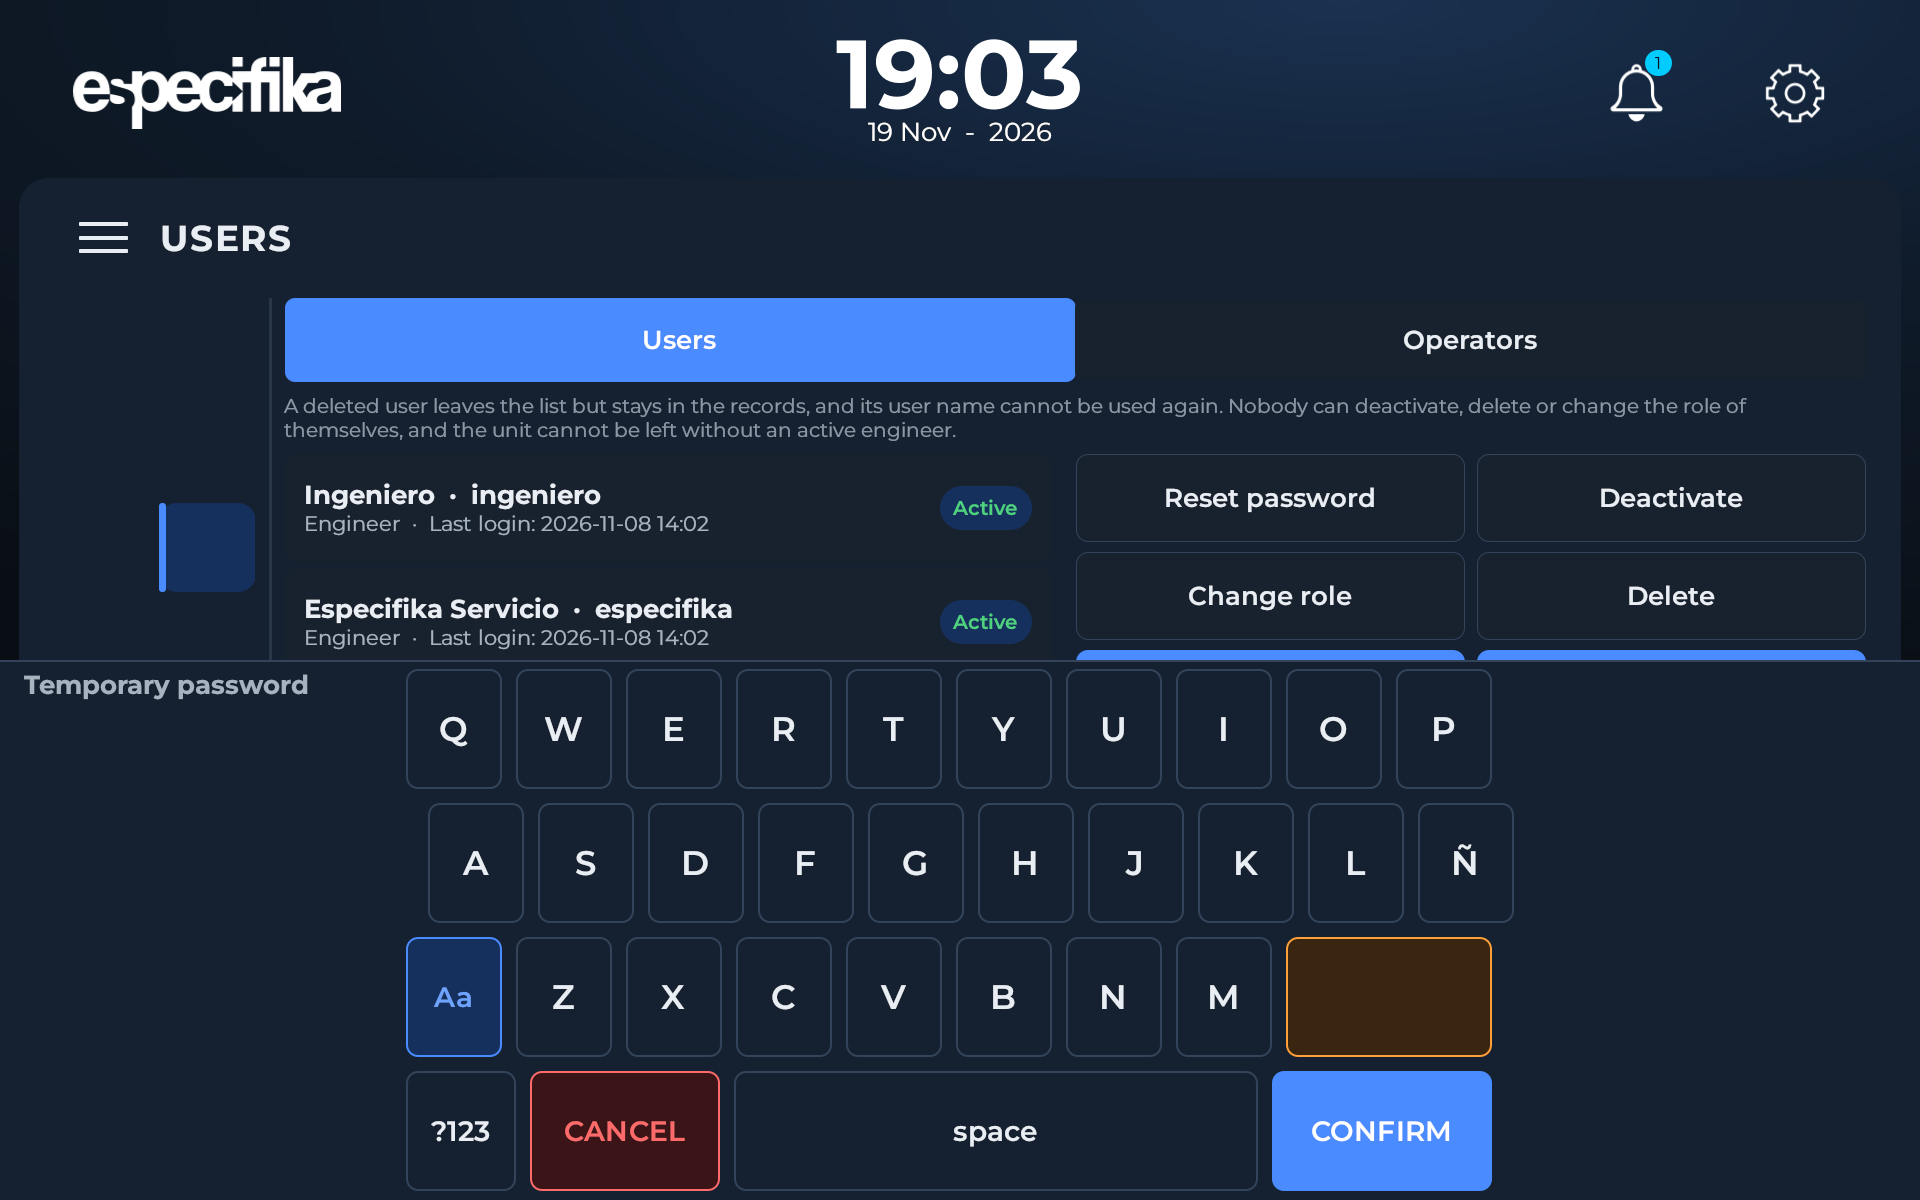 especifika
19:03
19 Nov - 2026
1
USERS
Users
Operators
A deleted user leaves the list but stays in the records, and its user name cannot be used again. Nobody can deactivate, delete or change the role of
themselves, and the unit cannot be left without an active engineer.
Ingeniero · ingeniero
Engineer · Last login: 2026-11-08 14:02
Active
Reset password
Deactivate
Change role
Delete
Especifika Servicio · especifika
Engineer · Last login: 2026-11-08 14:02
Active
Temporary password
Q W E R T Y U I O P
A S D F G H J K L Ñ
Aa Z X C V B N M
?123 CANCEL space CONFIRM